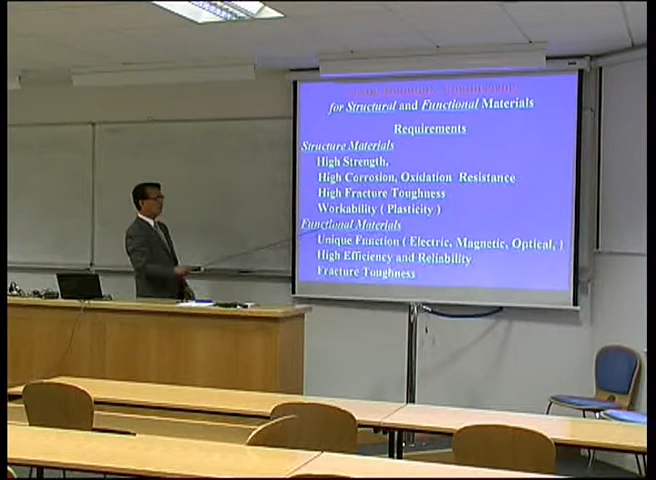 for Structural and Functional Materials
Requirements
Structure Materials
High Strength.
High Corrosion, Oxidation Resistance
High Fracture Toughness
Workability ( Plasticity )
Functional Materials
Unique Function ( Electric, Magnetic, Optical, )
High Efficiency and Reliability
Fracture Toughness